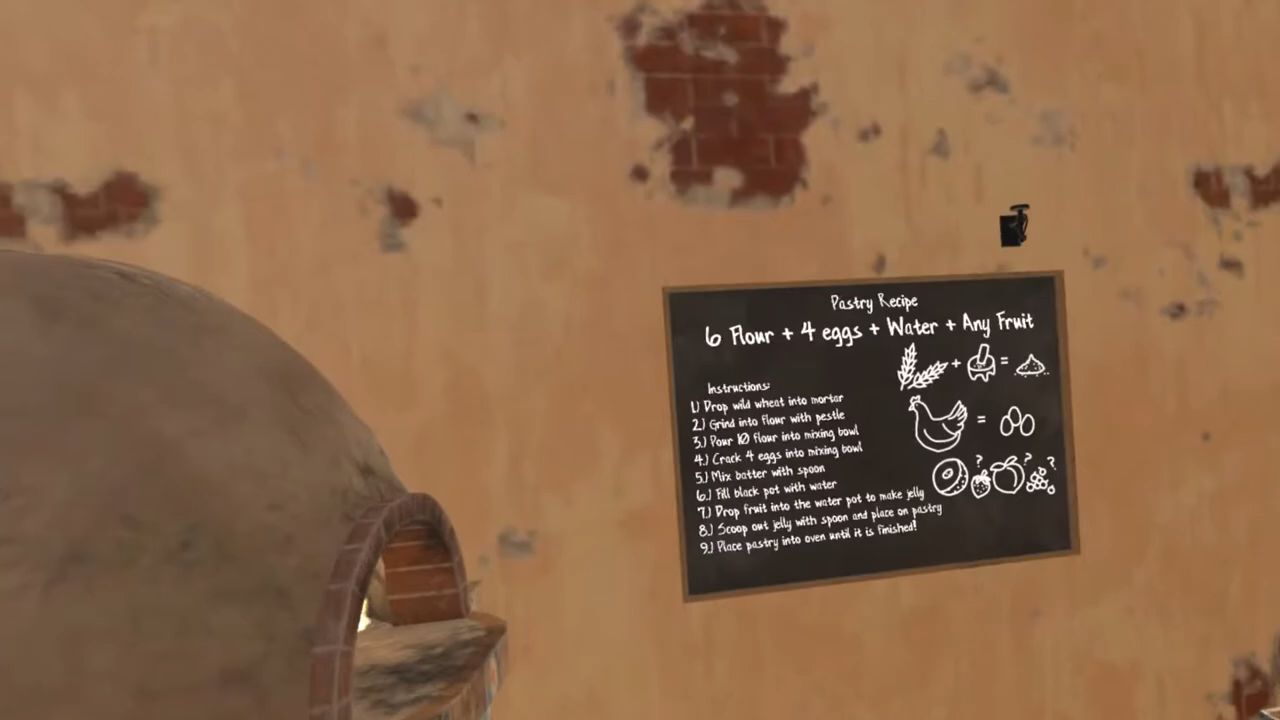 Pastry Recipe
6 Flour + 4 eggs + Water + Any Fruit
+ =
Instructions:
1.) Drop wild wheat into mortar
2.) Grind into flour with pestle
3.) Pour 10 flour into mixing bowl
4.) Crack 4 eggs into mixing bowl
5.) Mix batter with spoon
6.) Fill black pot with water
7.) Drop fruit into the water pot to make jelly
8.) Scoop out jelly with spoon and place on pastry
9.) Place pastry into oven until it is finished!
=
? ? ?